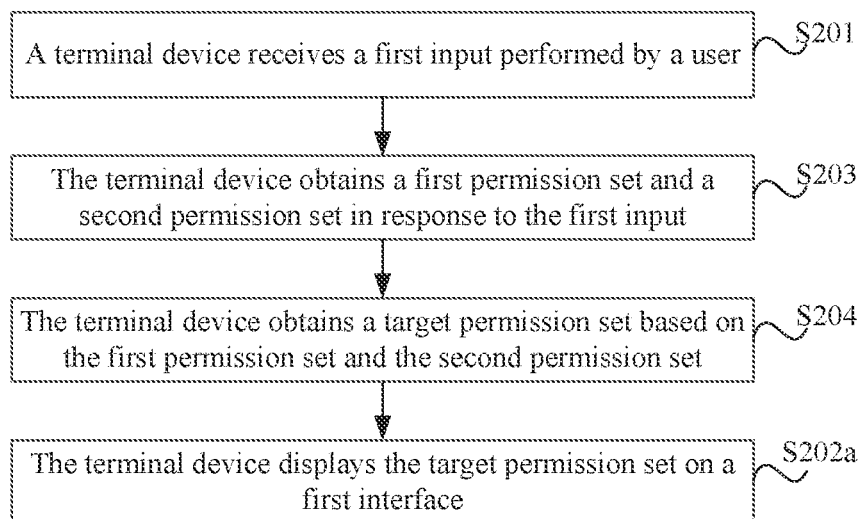 A terminal device receives a first input performed by a user
S201
The terminal device obtains a first permission set and a
second permission set in response to the first input
S203
The terminal device obtains a target permission set based on
the first permission set and the second permission set
S204
The terminal device displays the target permission set on a
first interface
S202a